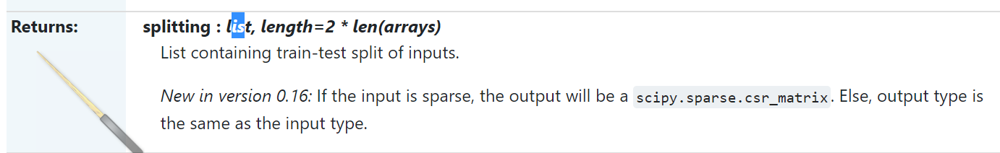 Returns: splitting : list, length=2 * len(arrays)
List containing train-test split of inputs.
New in version 0.16: If the input is sparse, the output will be a scipy.sparse.csr_matrix. Else, output type is
the same as the input type.